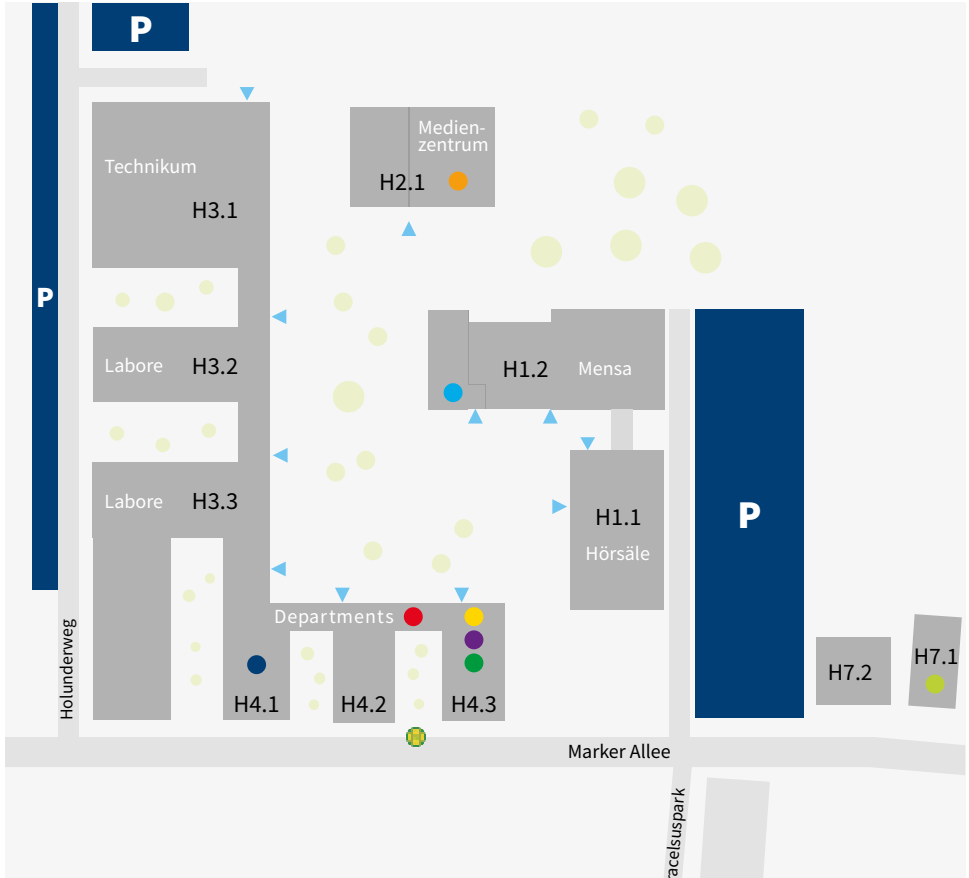 P
Technikum
H3.1
Medien-
zentrum
H2.1
P
Labore
H3.2
H1.2
Mensa
Labore
H3.3
H1.1
Hörsäle
P
Departments
Holunderweg
H4.1
H4.2
H4.3
H7.2
H7.1
Marker Allee
racelsuspark